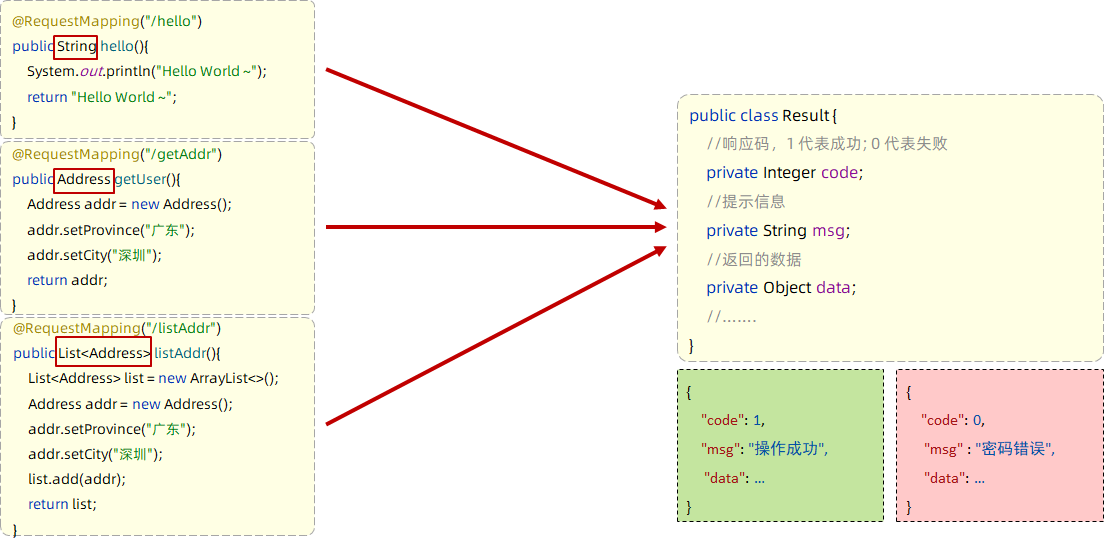 @RequestMapping("/hello")
public String hello(){
System.out.println("Hello World ~");
return "Hello World ~";
}
@RequestMapping("/getAddr")
public Address getUser(){
Address addr = new Address();
addr.setProvince("广东");
addr.setCity("深圳");
return addr;
}
@RequestMapping("/listAddr")
public List<Address> listAddr(){
List<Address> list = new ArrayList<>();
Address addr = new Address();
addr.setProvince("广东");
addr.setCity("深圳");
list.add(addr);
return list;
}
public class Result {
//响应码，1 代表成功; 0 代表失败
private Integer code;
//提示信息
private String msg;
//返回的数据
private Object data;
//.......
}
{
"code": 1,
"msg": "操作成功",
"data": ...
}
{
"code": 0,
"msg" : "密码错误",
"data": ...
}